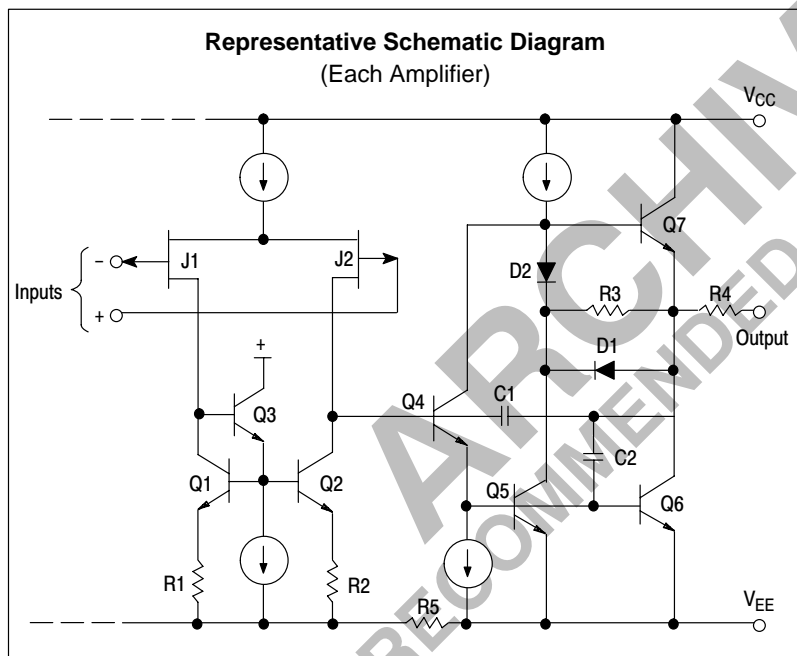 Representative Schematic Diagram
(Each Amplifier)
VCC
Q7
J1
J2
D2
Inputs
–
+
R3
R4
Output
D1
+
Q3
Q4
C1
C2
Q1
Q2
Q5
Q6
R1
R2
R5
VEE
ARCHIV
RECOMMENDED